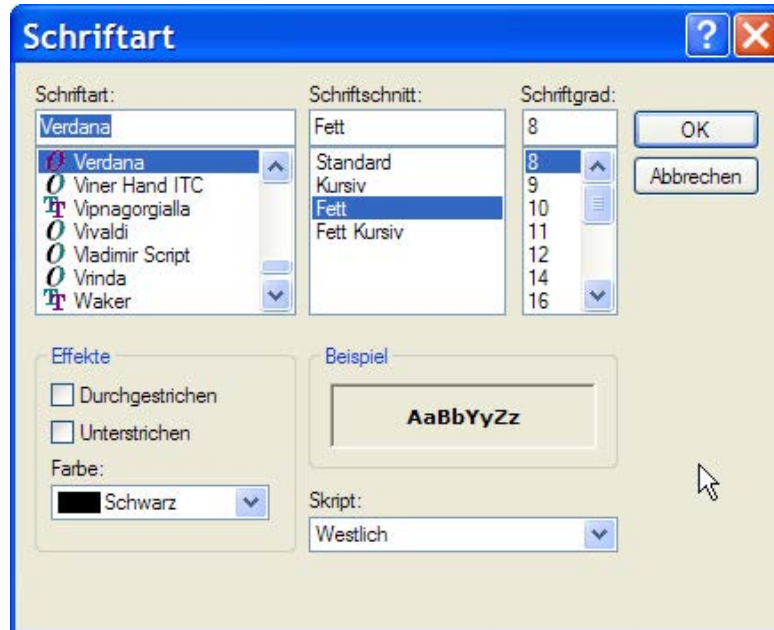 Schriftart
Schriftart:
Verdana
Verdana
Viner Hand ITC
Vipnagorgialla
Vivaldi
Vladimir Script
Vrinda
Waker
Schriftschnitt:
Fett
Standard
Kursiv
Fett
Fett Kursiv
Schriftgrad:
8
8
9
10
11
12
14
16
OK
Abbrechen
Effekte
Durchgestrichen
Unterstrichen
Farbe:
Schwarz
Beispiel
AaBbYyZz
Skript:
Westlich